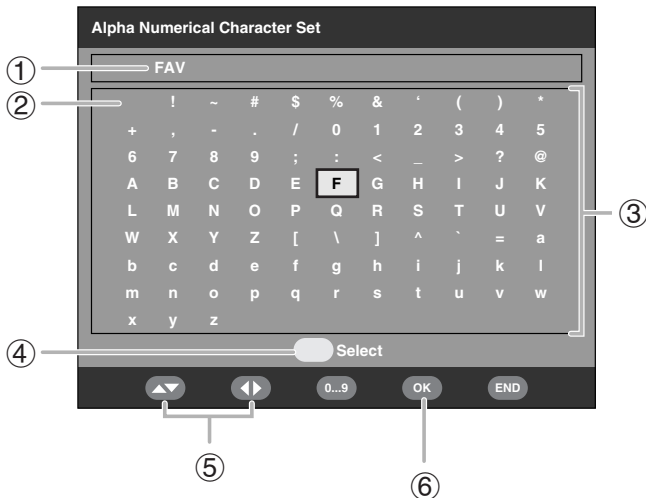 Alpha Numerical Character Set
① FAV
② ! ~ # $ % & ‘ ( ) *
+ , - . / 0 1 2 3 4 5
6 7 8 9 ; : < _ > ? @
A B C D E F G H I J K
L M N O P Q R S T U V
③
W X Y Z [ \ ] ^ ` = a
b c d e f g h i j k l
m n o p q r s t u v w
x y z
④ Select
0...9 OK END
⑤ ⑥